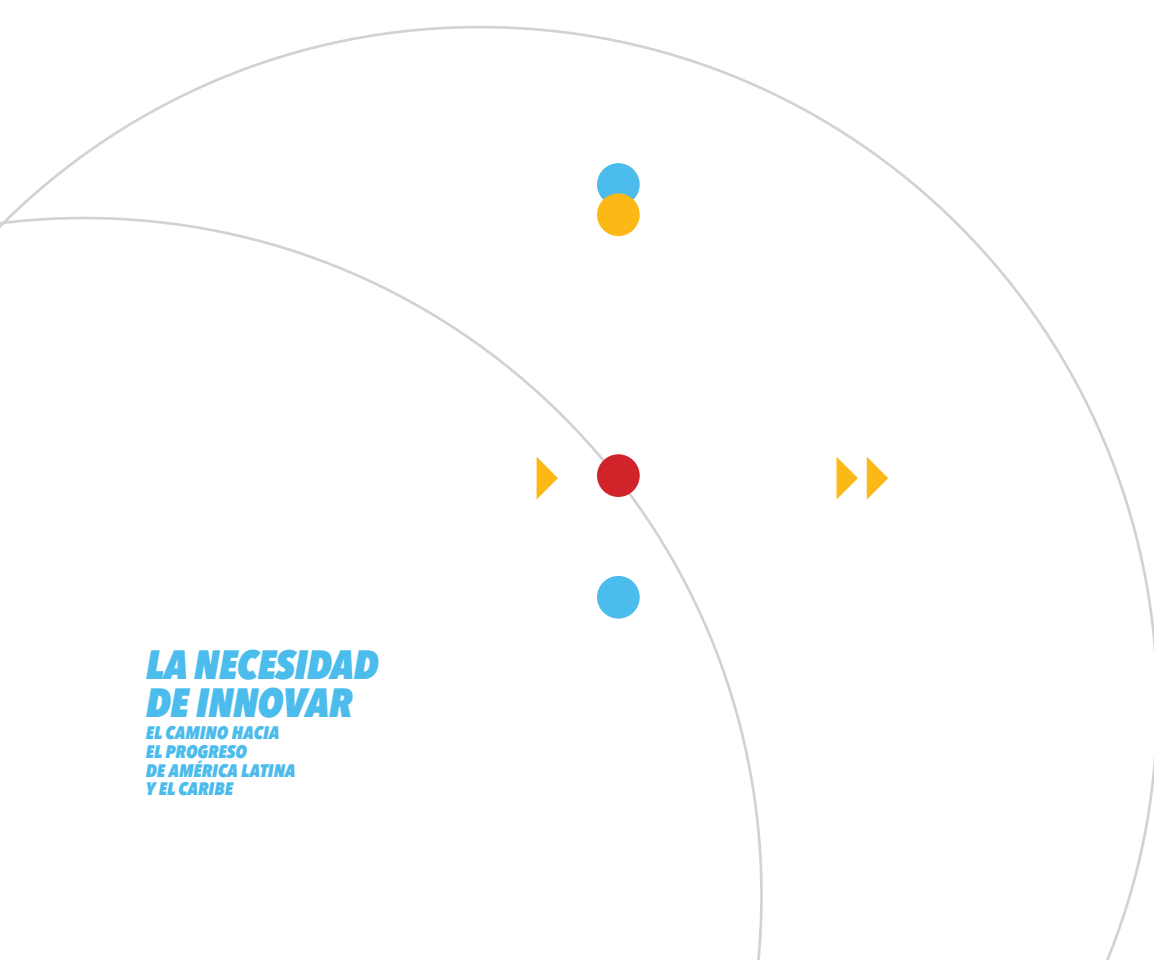 LA NECESIDAD
DE INNOVAR
EL CAMINO HACIA
EL PROGRESO
DE AMÉRICA LATINA
Y EL CARIBE